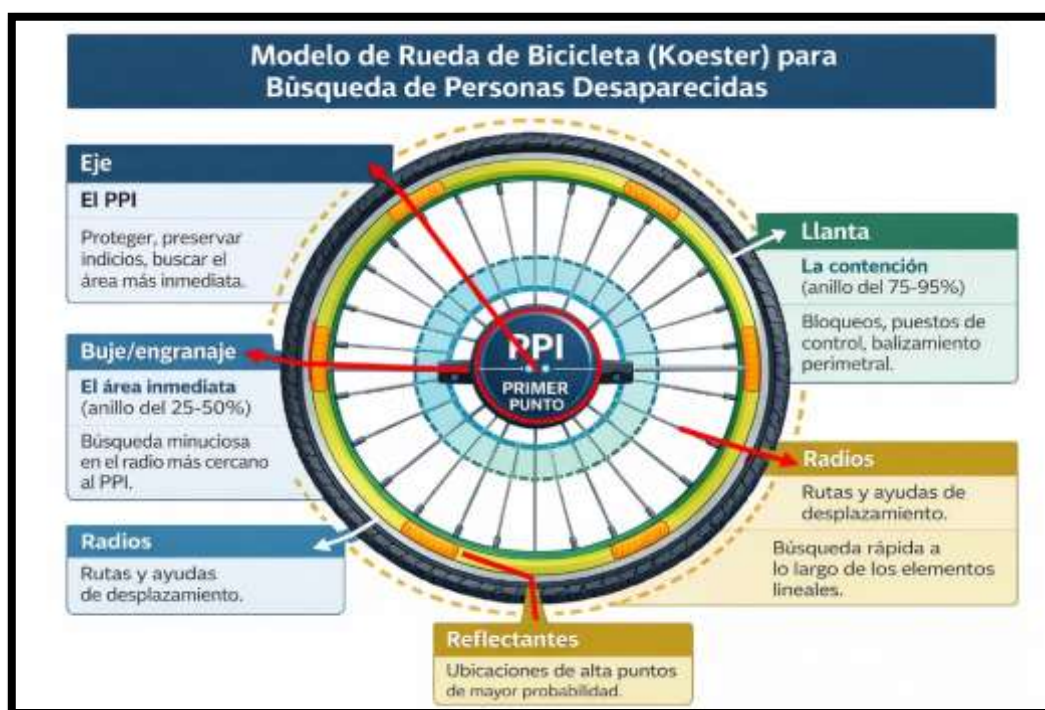 Modelo de Rueda de Bicicleta (Koester) para
Búsqueda de Personas Desaparecidas
Eje
El PPI
Proteger, preservar
indicios, buscar el
área más inmediata.
Buje/engranaje
El área inmediata
(anillo del 25-50%)
Búsqueda minuciosa
en el radio más cercano
al PPI.
Radios
Rutas y ayudas
de desplazamiento.
PPI
PRIMER
PUNTO
Llanta
La contención
(anillo del 75-95%)
Bloqueos, puestos de
control, balizamiento
perimetral.
Radios
Rutas y ayudas de
desplazamiento.
Búsqueda rápida a
lo largo de los elementos
lineales.
Reflectantes
Ubicaciones de alta puntos
de mayor probabilidad.